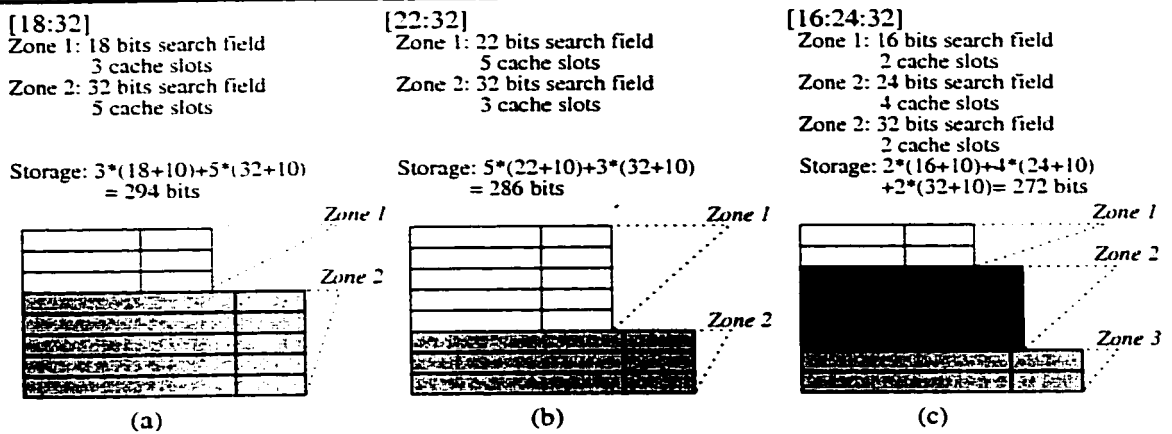 [18:32]
Zone 1: 18 bits search field
3 cache slots
Zone 2: 32 bits search field
5 cache slots
Storage: 3*(18+10)+5*(32+10)
= 294 bits
Zone 1
Zone 2
(a)
[22:32]
Zone 1: 22 bits search field
5 cache slots
Zone 2: 32 bits search field
3 cache slots
Storage: 5*(22+10)+3*(32+10)
= 286 bits
Zone 1
Zone 2
(b)
[16:24:32]
Zone 1: 16 bits search field
2 cache slots
Zone 2: 24 bits search field
4 cache slots
Zone 2: 32 bits search field
2 cache slots
Storage: 2*(16+10)+4*(24+10)
+2*(32+10)= 272 bits
Zone 1
Zone 2
Zone 3
(c)